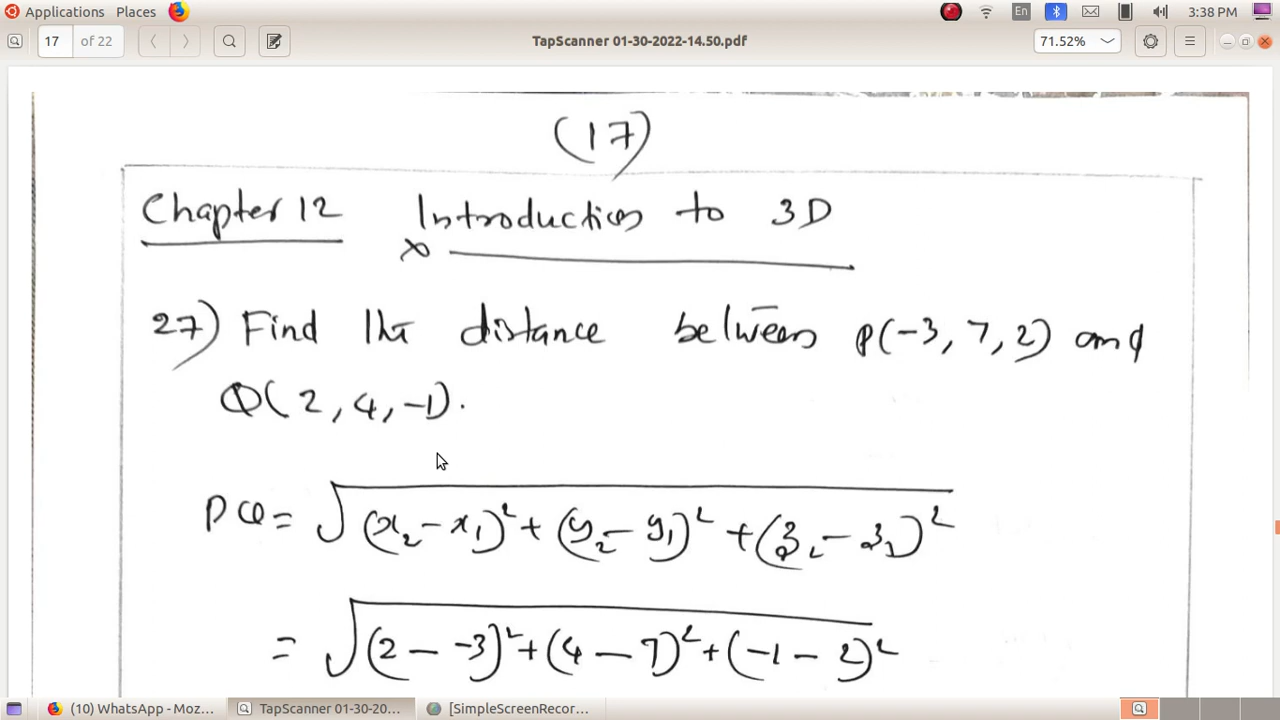 Applications Places En 3:38 PM
17 of 22 TapScanner 01-30-2022-14.50.pdf 71.52%
(17)
Chapter 12 Introduction to 3D
27) Find the distance between P(-3, 7, 2) and
Q(2, 4, -1).
PQ = √(x₂ - x₁)² + (y₂ - y₁)² + (z₂ - z₁)²
= √(2 - -3)² + (4 - 7)² + (-1 - 2)²
(10) WhatsApp - Moz... TapScanner 01-30-20... [SimpleScreenRecor...